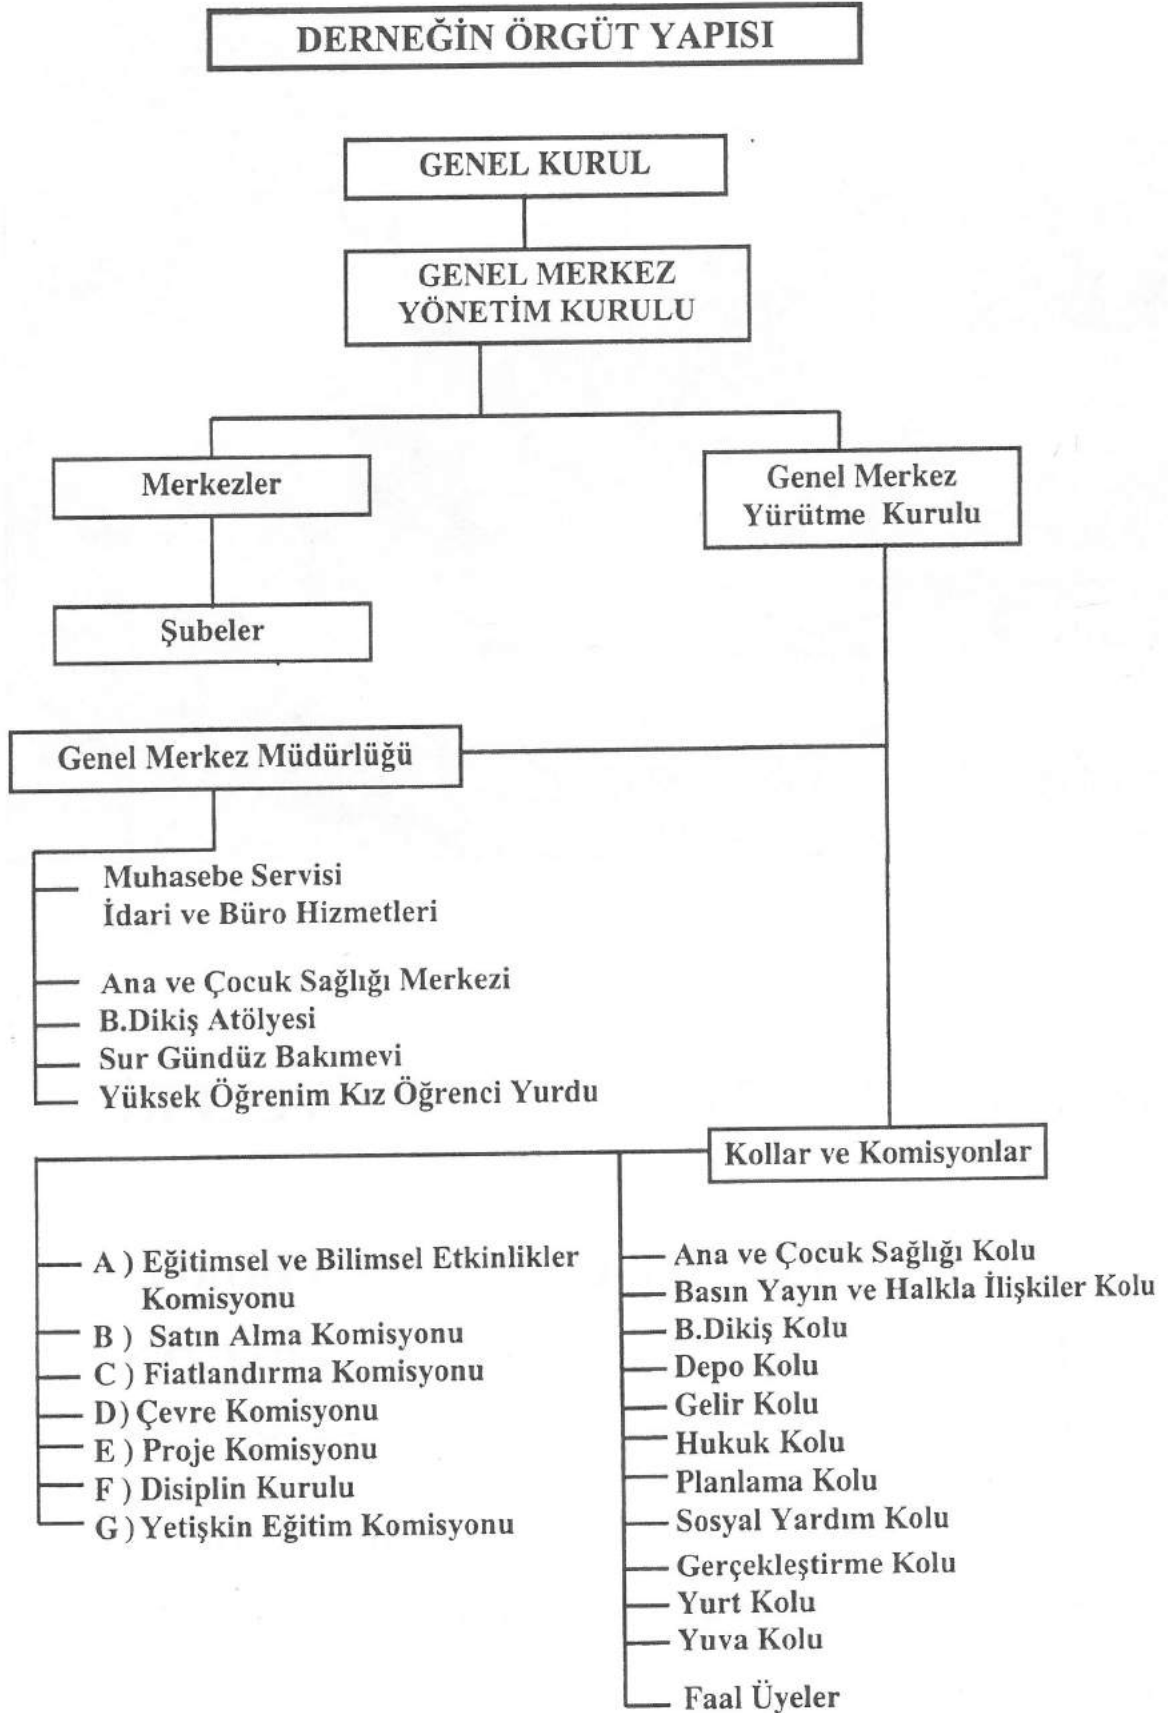 DERNEĞİN ÖRGÜT YAPISI
GENEL KURUL
GENEL MERKEZ
YÖNETİM KURULU
Merkezler
Genel Merkez
Yürütme Kurulu
Şubeler
Genel Merkez Müdürlüğü
Muhasebe Servisi
İdari ve Büro Hizmetleri
Ana ve Çocuk Sağlığı Merkezi
B.Dikiş Atölyesi
Sur Gündüz Bakımevi
Yüksek Öğrenim Kız Öğrenci Yurdu
Kollar ve Komisyonlar
A ) Eğitimsel ve Bilimsel Etkinlikler
Komisyonu
B ) Satın Alma Komisyonu
C ) Fiatlandırma Komisyonu
D) Çevre Komisyonu
E ) Proje Komisyonu
F ) Disiplin Kurulu
G ) Yetişkin Eğitim Komisyonu
Ana ve Çocuk Sağlığı Kolu
Basın Yayın ve Halkla İlişkiler Kolu
B.Dikiş Kolu
Depo Kolu
Gelir Kolu
Hukuk Kolu
Planlama Kolu
Sosyal Yardım Kolu
Gerçekleştirme Kolu
Yurt Kolu
Yuva Kolu
Faal Üyeler